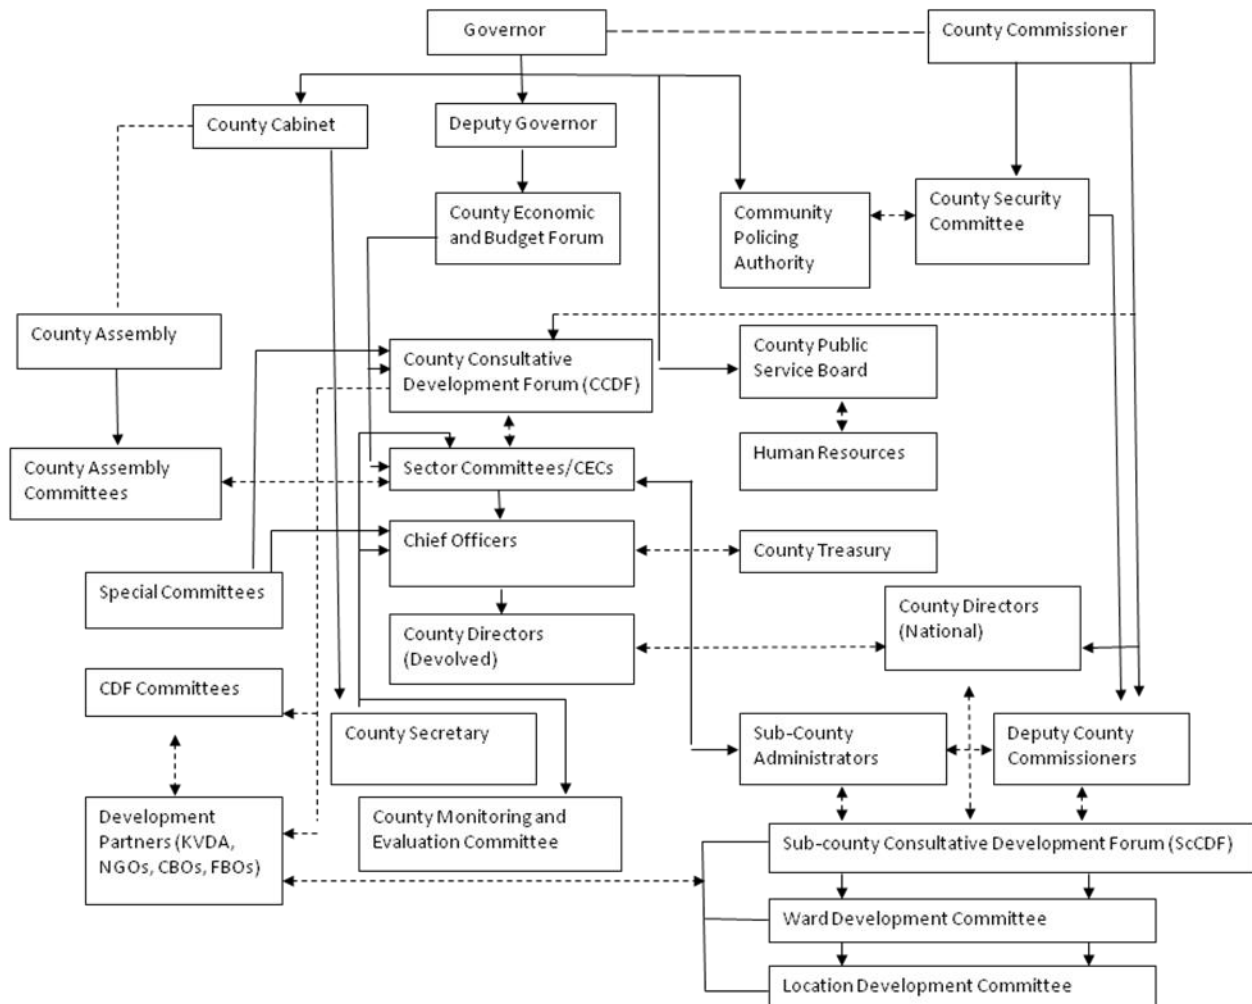 Governor
County Commissioner
County Cabinet
Deputy Governor
County Economic
and Budget Forum
Community
Policing
Authority
County Security
Committee
County Assembly
County Consultative
Development Forum (CCDF)
County Public
Service Board
County Assembly
Committees
Sector Committees/CECs
Human Resources
Chief Officers
County Treasury
Special Committees
County Directors
(Devolved)
County Directors
(National)
CDF Committees
County Secretary
Sub-County
Administrators
Deputy County
Commissioners
Development
Partners (KVDA,
NGOs, CBOs, FBOs)
County Monitoring and
Evaluation Committee
Sub-county Consultative Development Forum (ScCDF)
Ward Development Committee
Location Development Committee